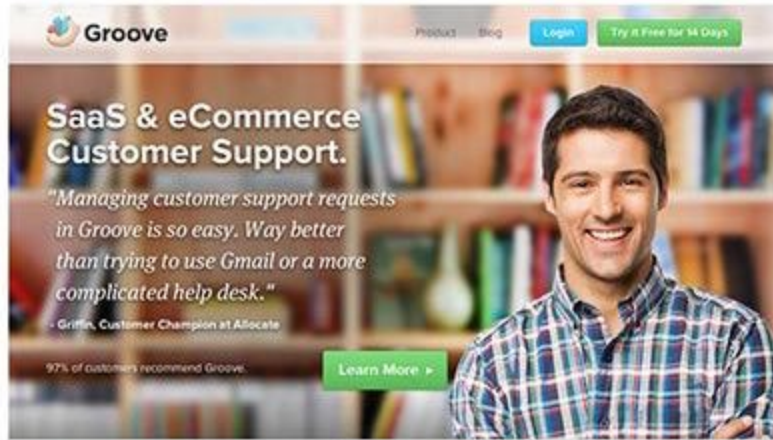 Groove
Product Blog Login Try it Free for 14 Days
SaaS & eCommerce
Customer Support.
"Managing customer support requests
in Groove is so easy. Way better
than trying to use Gmail or a more
complicated help desk."
- Griffin, Customer Champion at Allocate
97% of customers recommend Groove.
Learn More